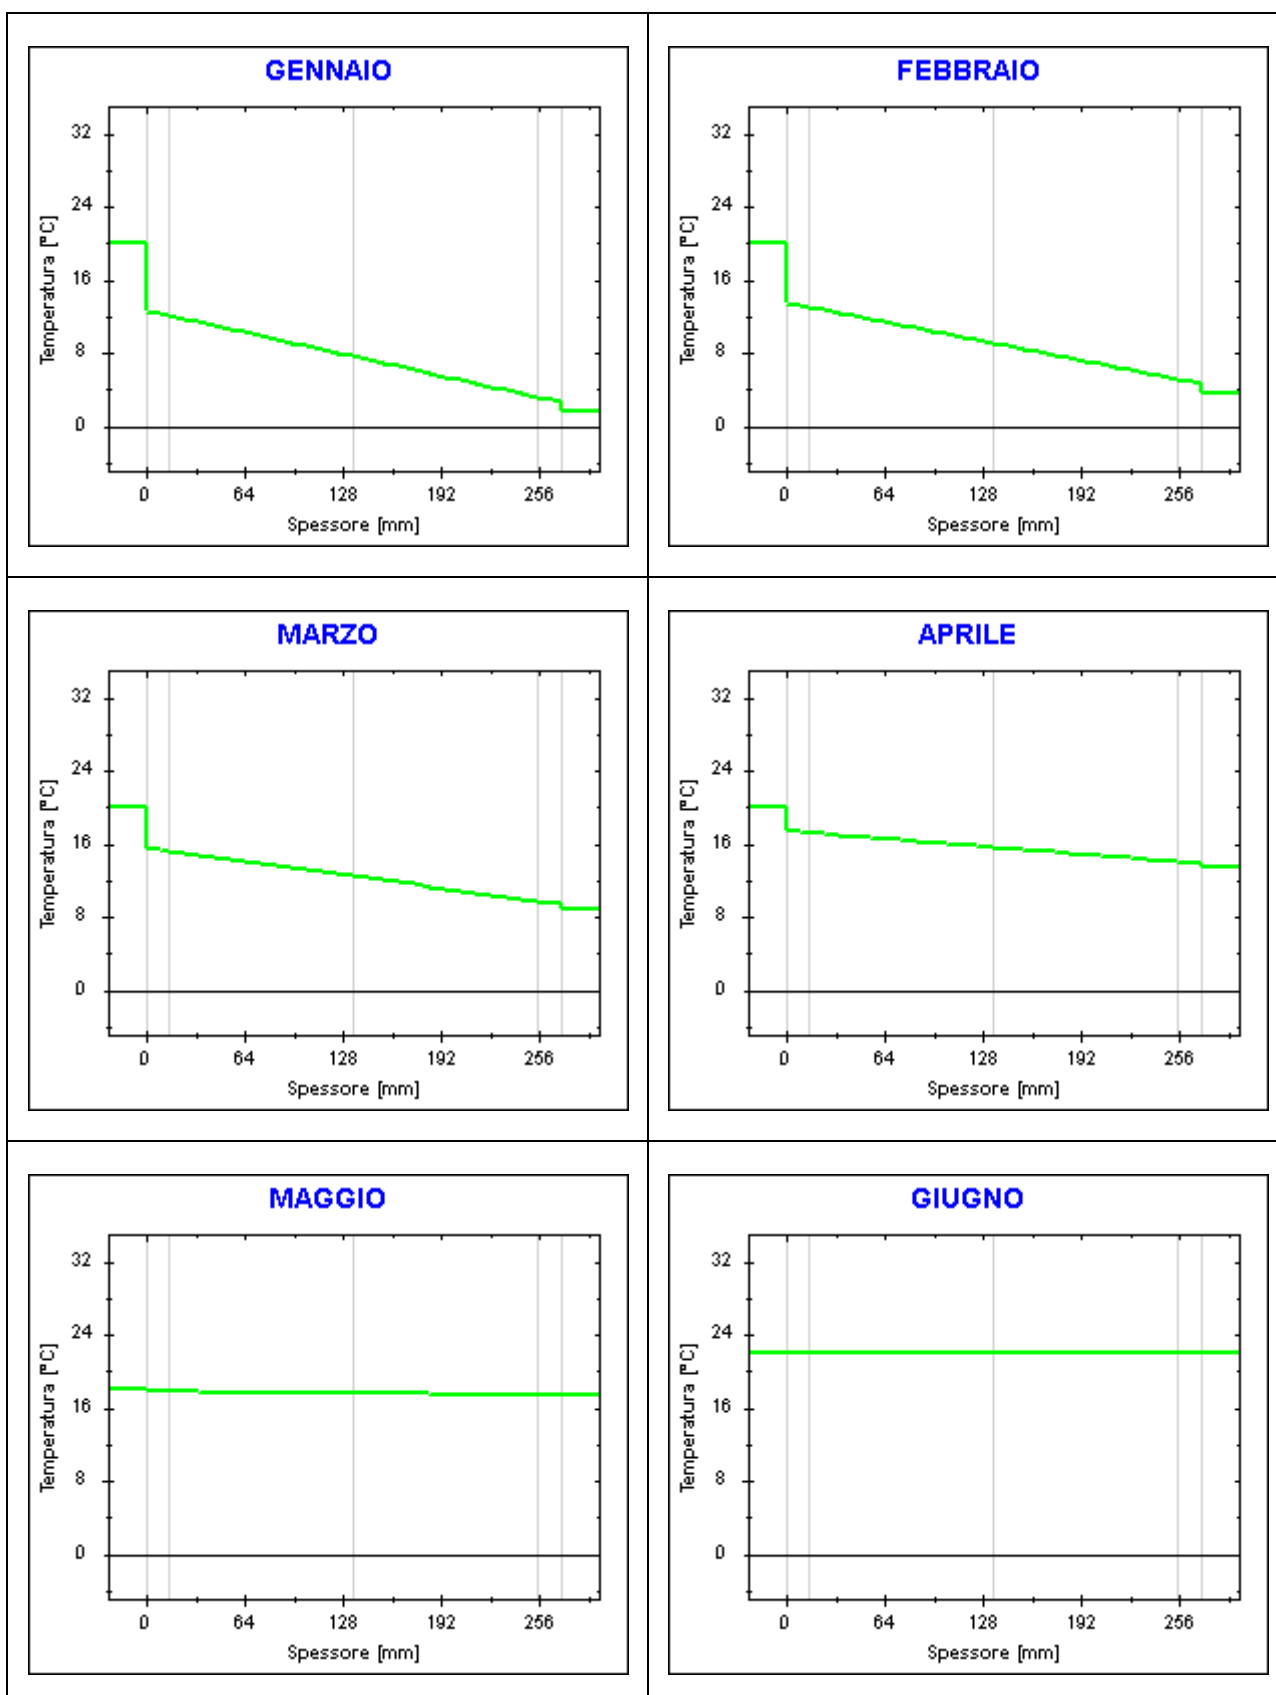 GENNAIO
32
24
16
8
0
Temperatura [°C]
0 64 128 192 256
Spessore [mm]
FEBBRAIO
32
24
16
8
0
Temperatura [°C]
0 64 128 192 256
Spessore [mm]
MARZO
32
24
16
8
0
Temperatura [°C]
0 64 128 192 256
Spessore [mm]
APRILE
32
24
16
8
0
Temperatura [°C]
0 64 128 192 256
Spessore [mm]
MAGGIO
32
24
16
8
0
Temperatura [°C]
0 64 128 192 256
Spessore [mm]
GIUGNO
32
24
16
8
0
Temperatura [°C]
0 64 128 192 256
Spessore [mm]